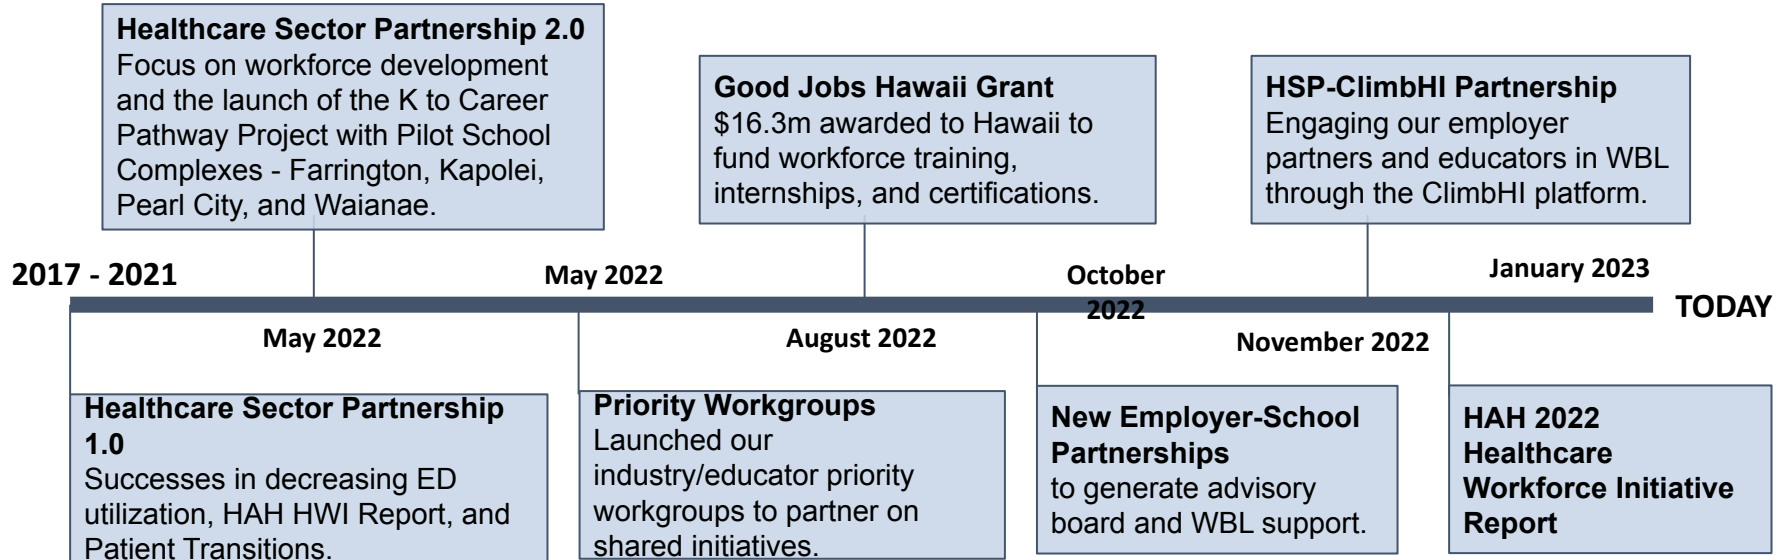 Healthcare Sector Partnership 2.0
Focus on workforce development
and the launch of the K to Career
Pathway Project with Pilot School
Complexes - Farrington, Kapolei,
Pearl City, and Waianae.
Good Jobs Hawaii Grant
$16.3m awarded to Hawaii to
fund workforce training,
internships, and certifications.
HSP-ClimbHI Partnership
Engaging our employer
partners and educators in WBL
through the ClimbHI platform.
2017 - 2021
May 2022
October
2022
January 2023
TODAY
May 2022
August 2022
November 2022
Healthcare Sector Partnership
1.0
Successes in decreasing ED
utilization, HAH HWI Report, and
Patient Transitions.
Priority Workgroups
Launched our
industry/educator priority
workgroups to partner on
shared initiatives.
New Employer-School
Partnerships
to generate advisory
board and WBL support.
HAH 2022
Healthcare
Workforce Initiative
Report